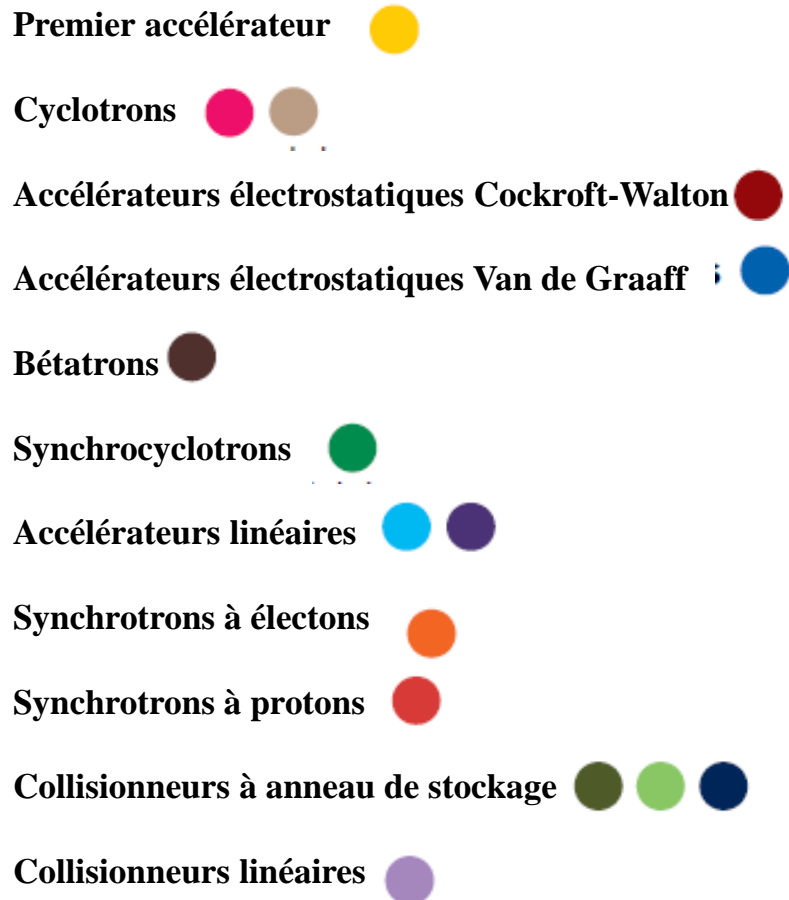 Premier accélérateur
Cyclotrons
Accélérateurs électrostatiques Cockroft-Walton
Accélérateurs électrostatiques Van de Graaff
Bétatrons
Synchrocyclotrons
Accélérateurs linéaires
Synchrotrons à électons
Synchrotrons à protons
Collisionneurs à anneau de stockage
Collisionneurs linéaires